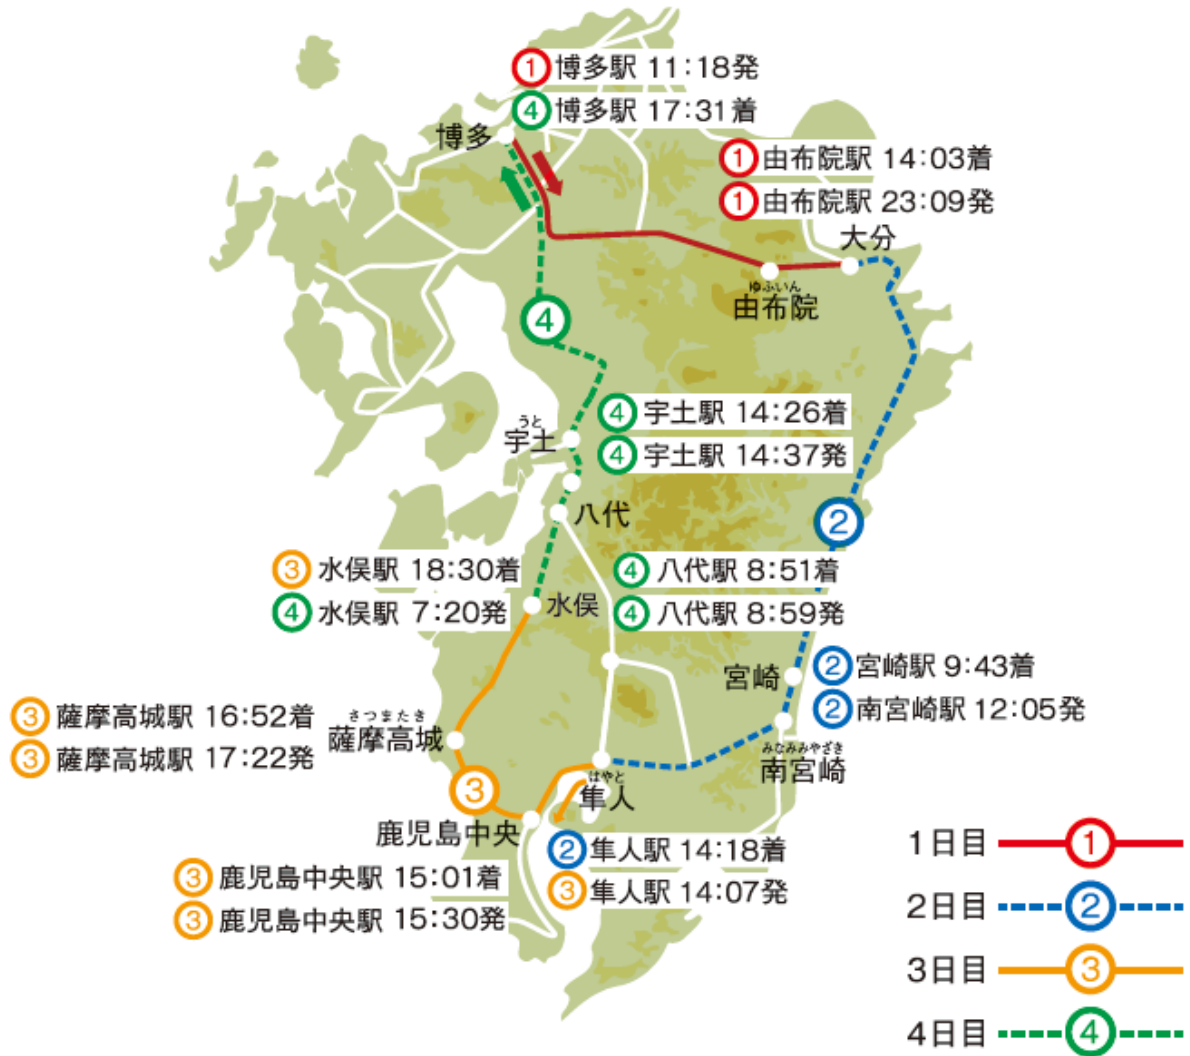 ① 博多駅 11:18発
④ 博多駅 17:31着
博多
① 由布院駅 14:03着
① 由布院駅 23:09発
大分
ゆふいん
由布院
④
④ 宇土駅 14:26着
④ 宇土駅 14:37発
うと
宇土
八代
②
③ 水俣駅 18:30着
④ 水俣駅 7:20発
④ 八代駅 8:51着
④ 八代駅 8:59発
水俣
宮崎
② 宮崎駅 9:43着
② 南宮崎駅 12:05発
③ 薩摩高城駅 16:52着
③ 薩摩高城駅 17:22発
さつまたき
薩摩高城
みなみみやざき
南宮崎
③
はやと
隼人
鹿児島中央
② 隼人駅 14:18着
③ 隼人駅 14:07発
③ 鹿児島中央駅 15:01着
③ 鹿児島中央駅 15:30発
1日目 ①
2日目 ②
3日目 ③
4日目 ④